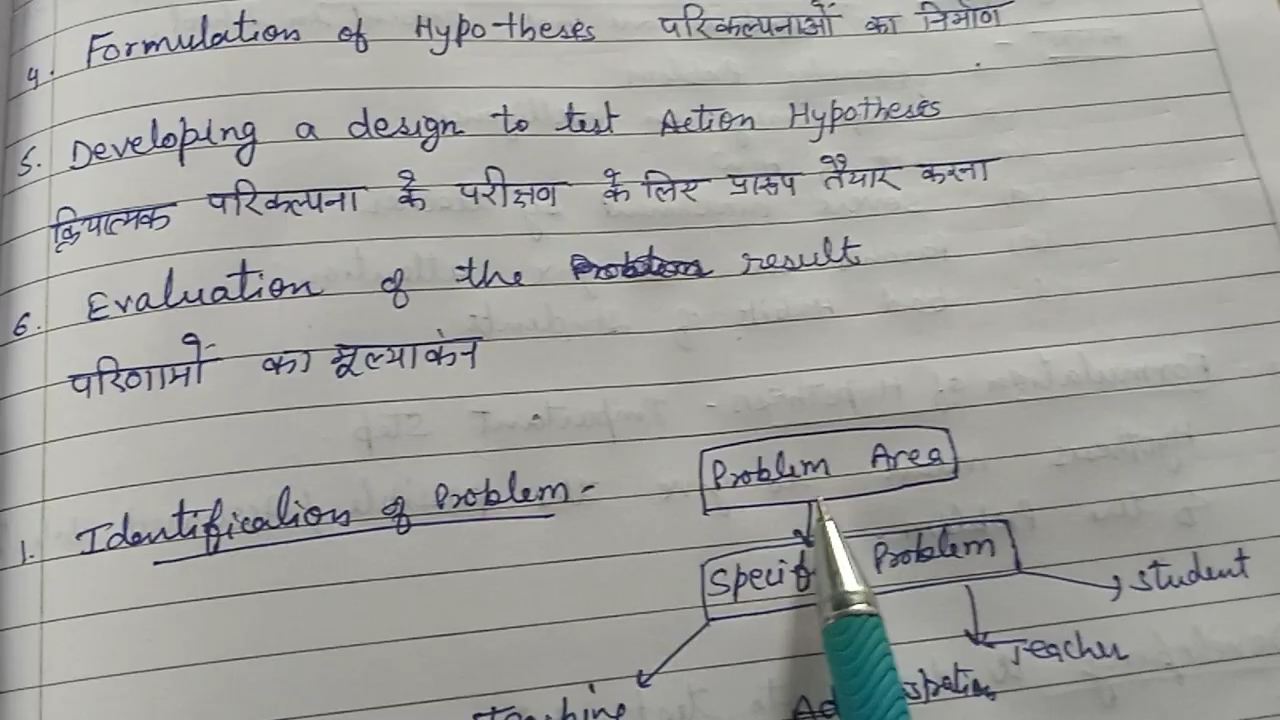 4. Formulation of Hypotheses परिकल्पनाओं का निर्माण
5. Developing a design to test Action Hypotheses
क्रियात्मक परिकल्पना के परीक्षण के लिए प्रारूप तैयार करना
6. Evaluation of the result
परिणामों का मूल्याकंन
1. Identification of Problem -
Problem Area
Problem
student
Teacher